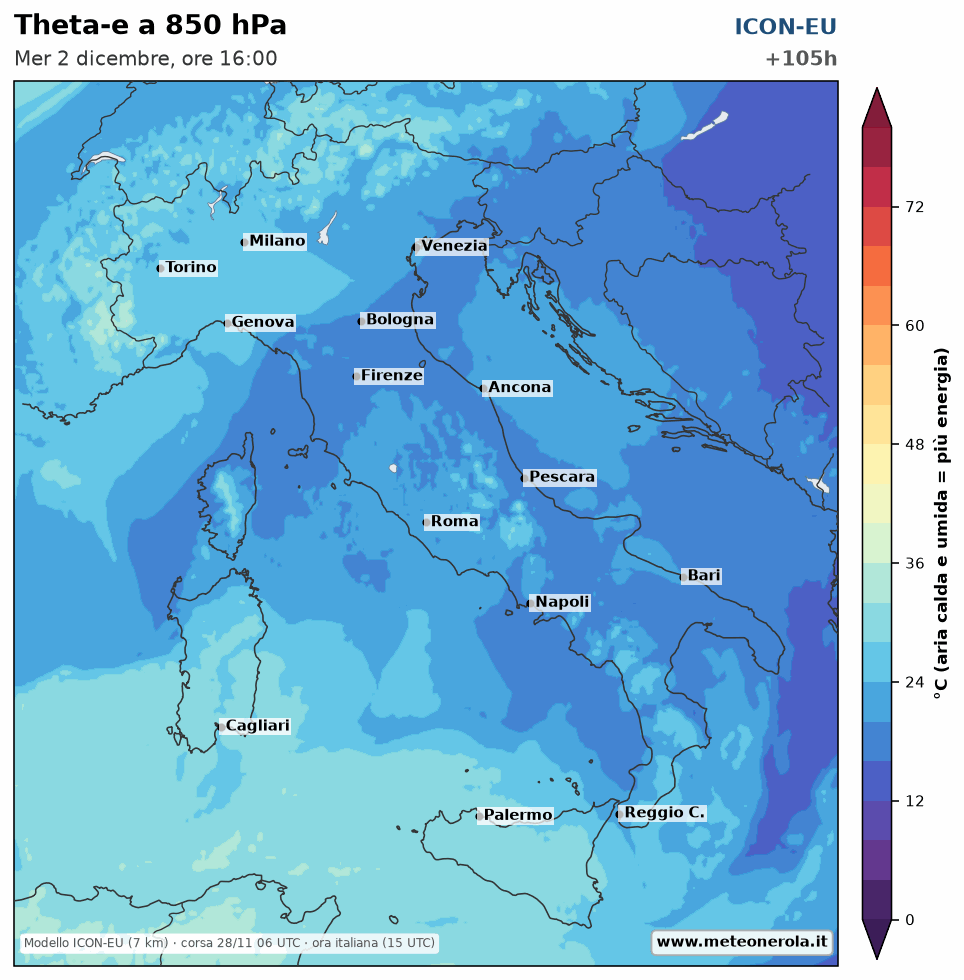 Theta-e a 850 hPa
ICON-EU
Mer 2 dicembre, ore 16:00
+105h
Milano
Venezia
Torino
Genova
Bologna
Firenze
Ancona
Pescara
Roma
Bari
Napoli
Cagliari
Palermo
Reggio C.
72
60
48
36
24
12
0
°C (aria calda e umida = più energia)
Modello ICON-EU (7 km) · corsa 28/11 06 UTC · ora italiana (15 UTC)
www.meteonerola.it